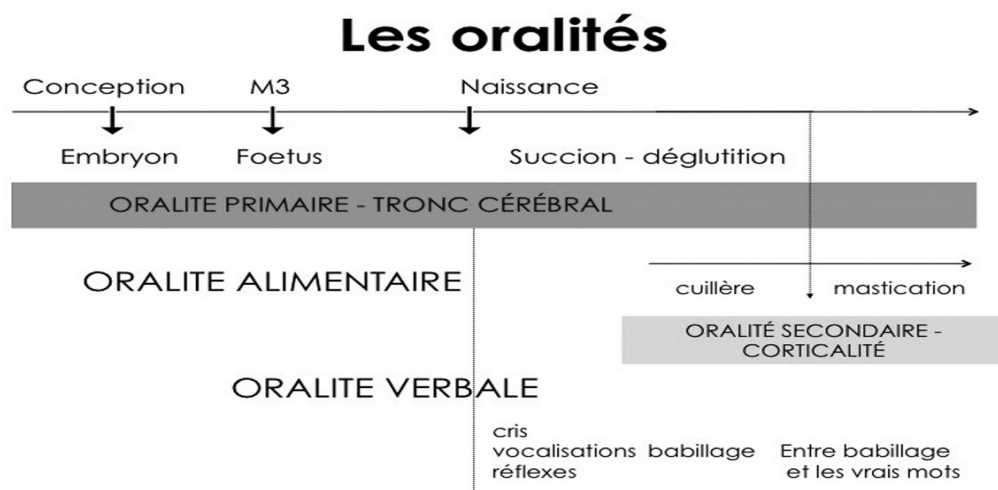 Les oralités
Conception M3 Naissance
Embryon Foetus Succion - déglutition
ORALITE PRIMAIRE - TRONC CÉRÉBRAL
ORALITE ALIMENTAIRE
cuillère mastication
ORALITÉ SECONDAIRE -
CORTICALITÉ
ORALITE VERBALE
cris
vocalisations babillage Entre babillage
réflexes et les vrais mots